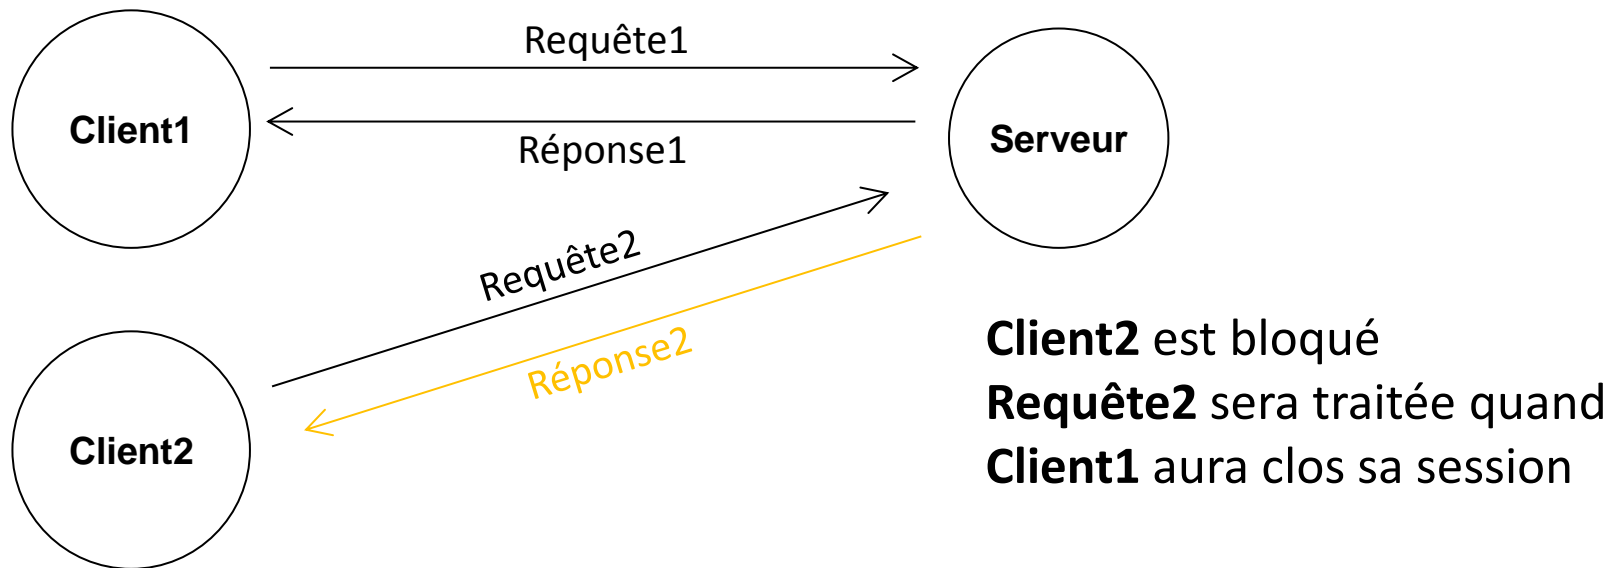 Requête1
Client1
Serveur
Réponse1
Requête2
Réponse2
Client2
Client2 est bloqué
Requête2 sera traitée quand
Client1 aura clos sa session